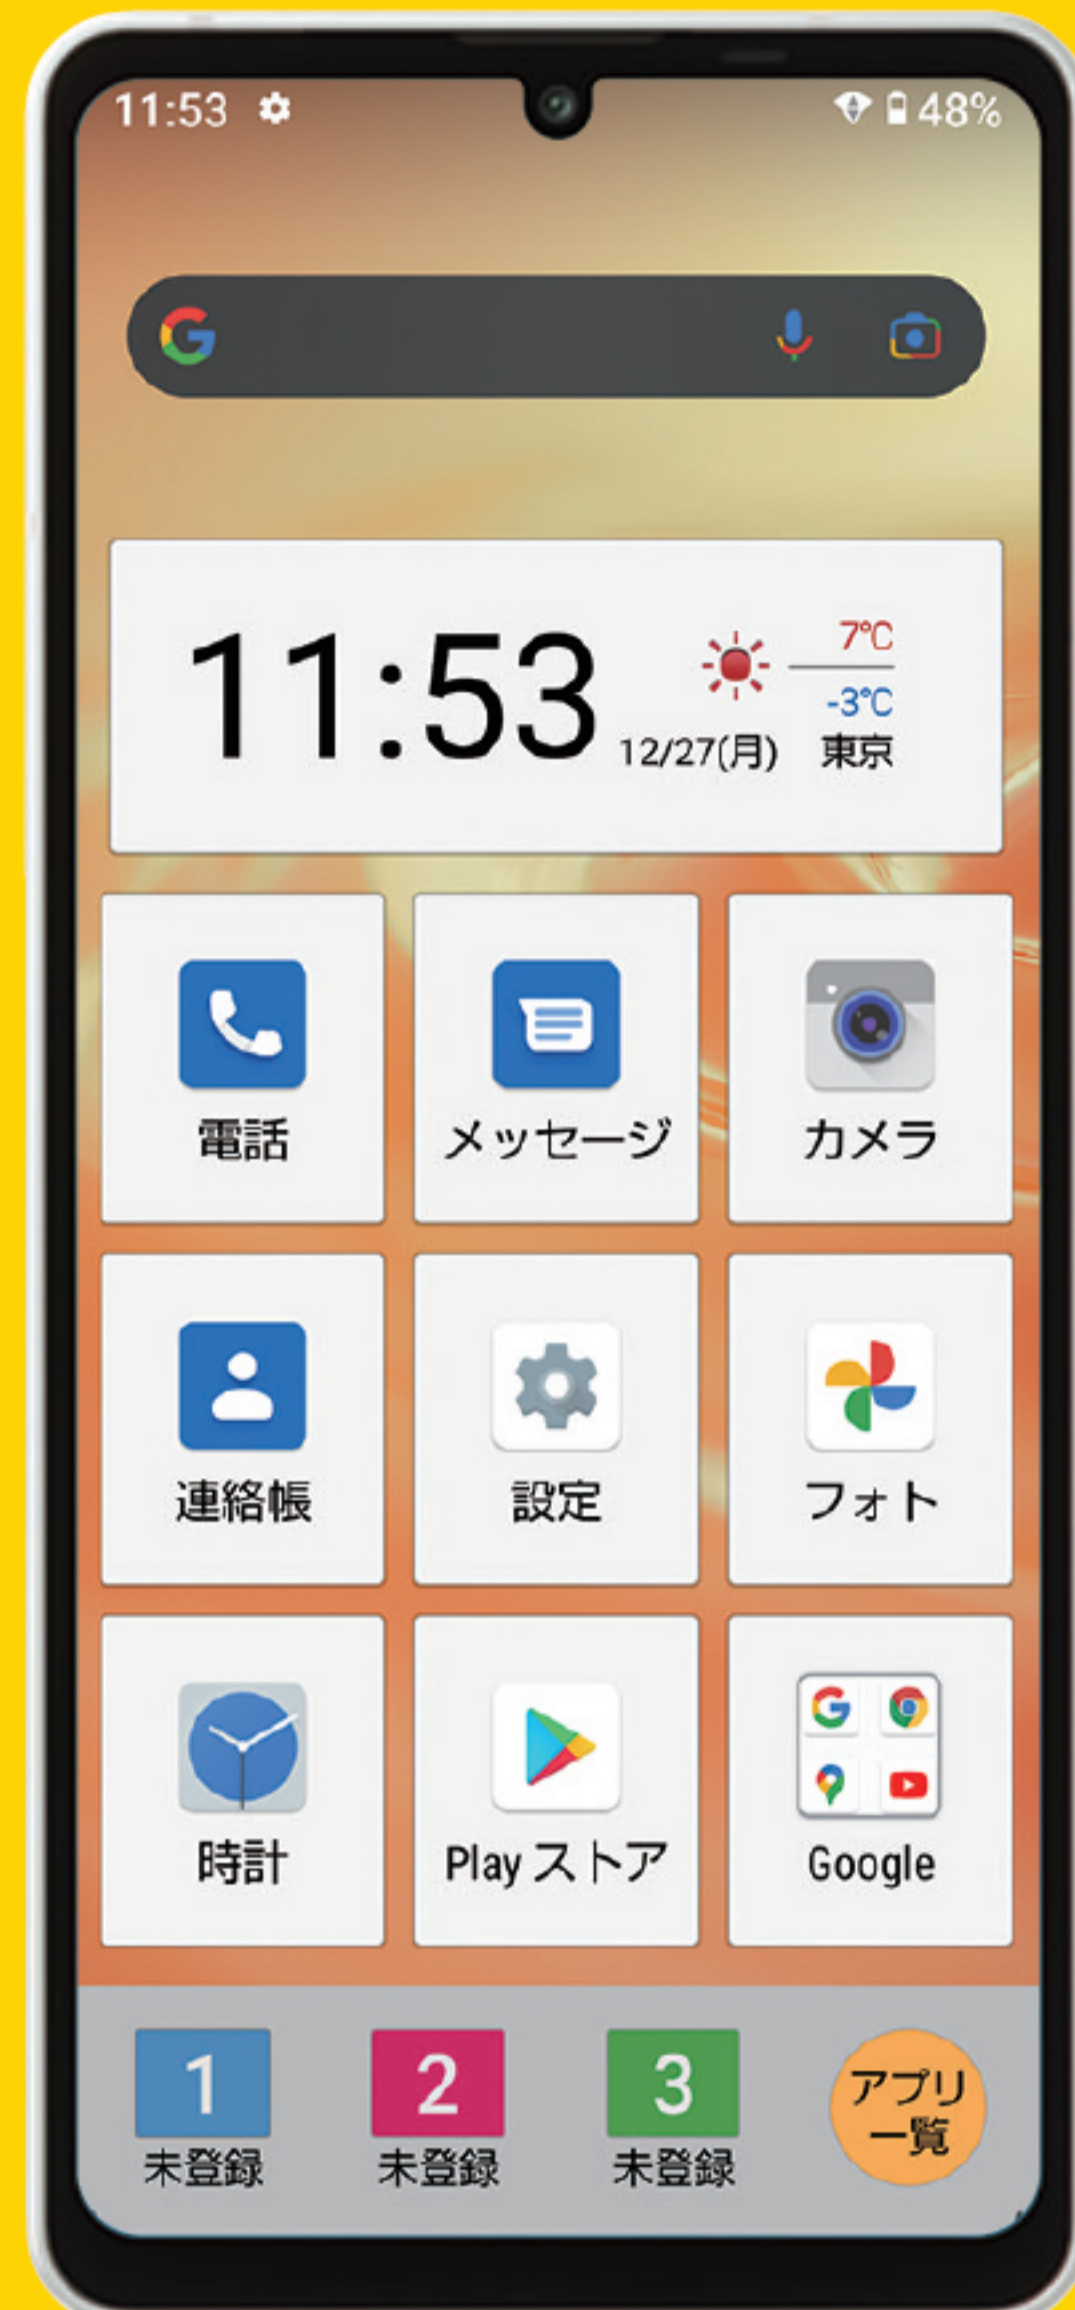 11:53
48%
11:53
7℃
-3℃
12/27(月)
東京
電話
メッセージ
カメラ
連絡帳
設定
フォト
時計
Play ストア
Google
1
2
3
未登録
未登録
未登録
アプリ
一覧